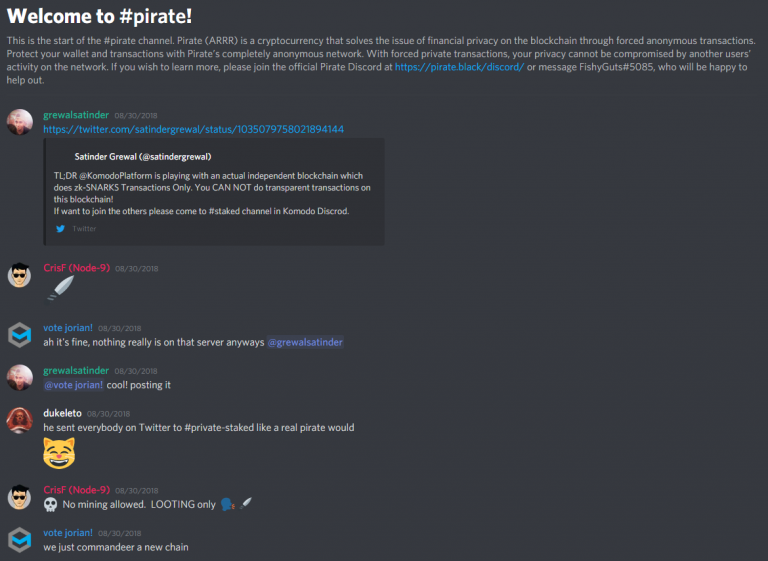 Welcome to #pirate!
This is the start of the #pirate channel. Pirate (ARRR) is a cryptocurrency that solves the issue of financial privacy on the blockchain through forced anonymous transactions.
Protect your wallet and transactions with Pirate's completely anonymous network. With forced private transactions, your privacy cannot be compromised by another users'
activity on the network. If you wish to learn more, please join the official Pirate Discord at https://pirate.black/discord/ or message FishyGuts#5085, who will be happy to
help out.
grewalsatinder 08/30/2018
https://twitter.com/satindergrewal/status/1035079758021894144
Satinder Grewal (@satindergrewal)
TL;DR @KomodoPlatform is playing with an actual independent blockchain which
does zk-SNARKS Transactions Only. You CAN NOT do transparent transactions on
this blockchain!
If want to join the others please come to #staked channel in Komodo Discrod.
Twitter
CrisF (Node-9) 08/30/2018
vote jorian! 08/30/2018
ah it's fine, nothing really is on that server anyways @grewalsatinder
grewalsatinder 08/30/2018
@vote jorian! cool! posting it
dukeleto 08/30/2018
he sent everybody on Twitter to #private-staked like a real pirate would
CrisF (Node-9) 08/30/2018
No mining allowed. LOOTING only
vote jorian! 08/30/2018
we just commandeer a new chain